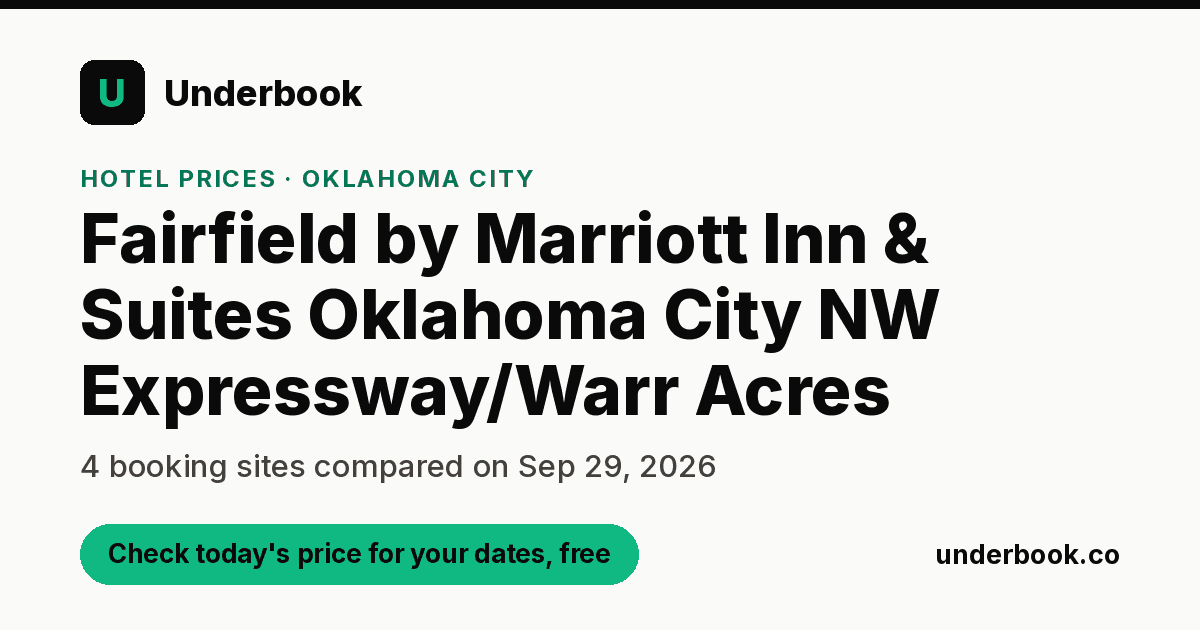 U Underbook
HOTEL PRICES · OKLAHOMA CITY
Fairfield by Marriott Inn &
Suites Oklahoma City NW
Expressway/Warr Acres
4 booking sites compared on Sep 29, 2026
Check today's price for your dates, free
underbook.co